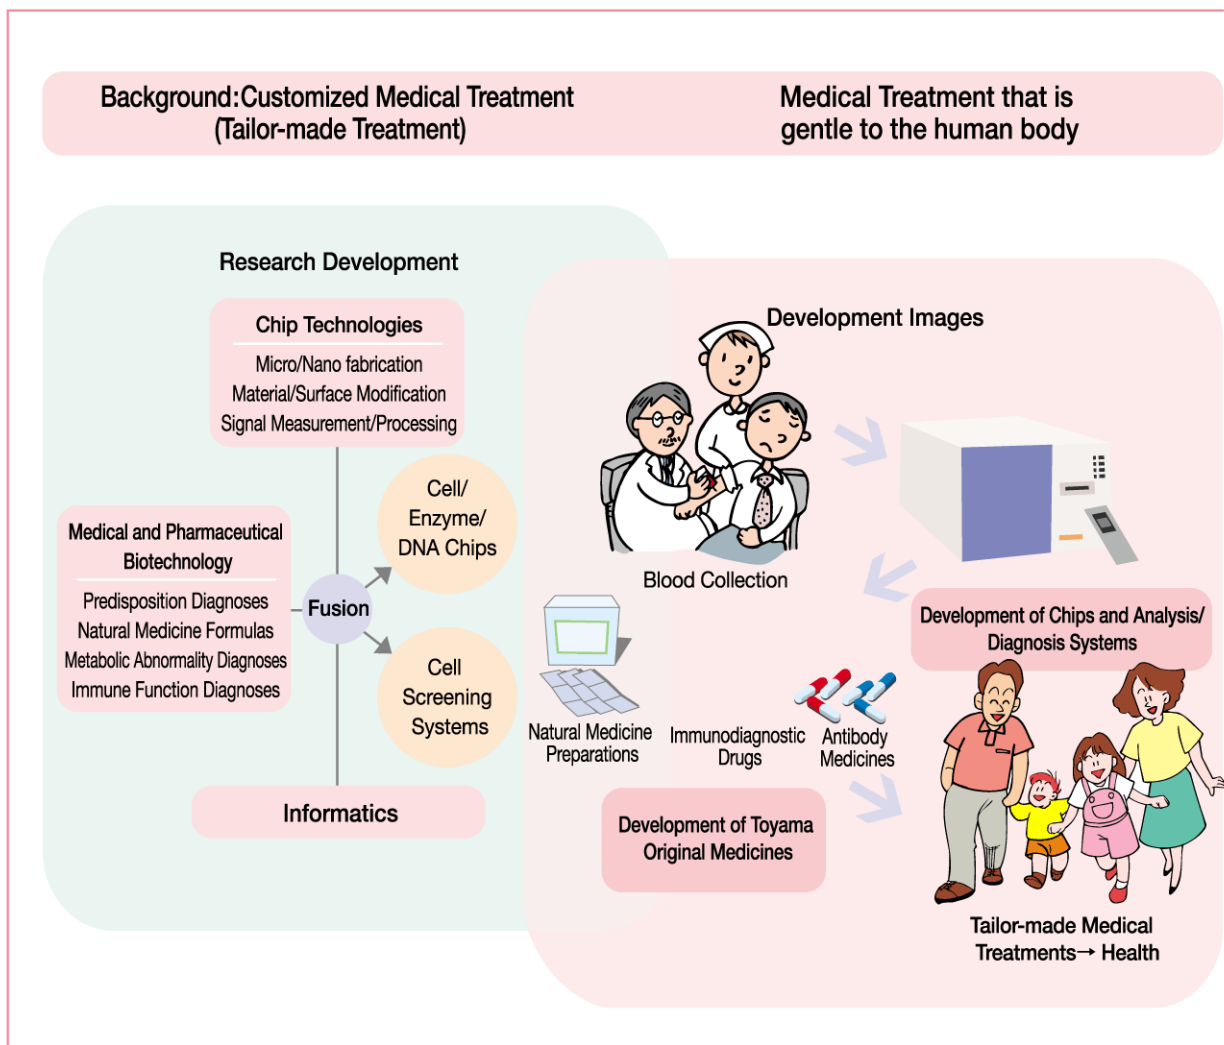 Background:Customized Medical Treatment
(Tailor-made Treatment)
Medical Treatment that is
gentle to the human body
Research Development
Chip Technologies
Micro/Nano fabrication
Material/Surface Modification
Signal Measurement/Processing
Medical and Pharmaceutical
Biotechnology
Predisposition Diagnoses
Natural Medicine Formulas
Metabolic Abnormality Diagnoses
Immune Function Diagnoses
Fusion
Cell/
Enzyme/
DNA Chips
Cell
Screening
Systems
Informatics
Development Images
Blood Collection
Development of Chips and Analysis/
Diagnosis Systems
Natural Medicine
Preparations
Immunodiagnostic
Drugs
Antibody
Medicines
Development of Toyama
Original Medicines
Tailor-made Medical
Treatments→ Health